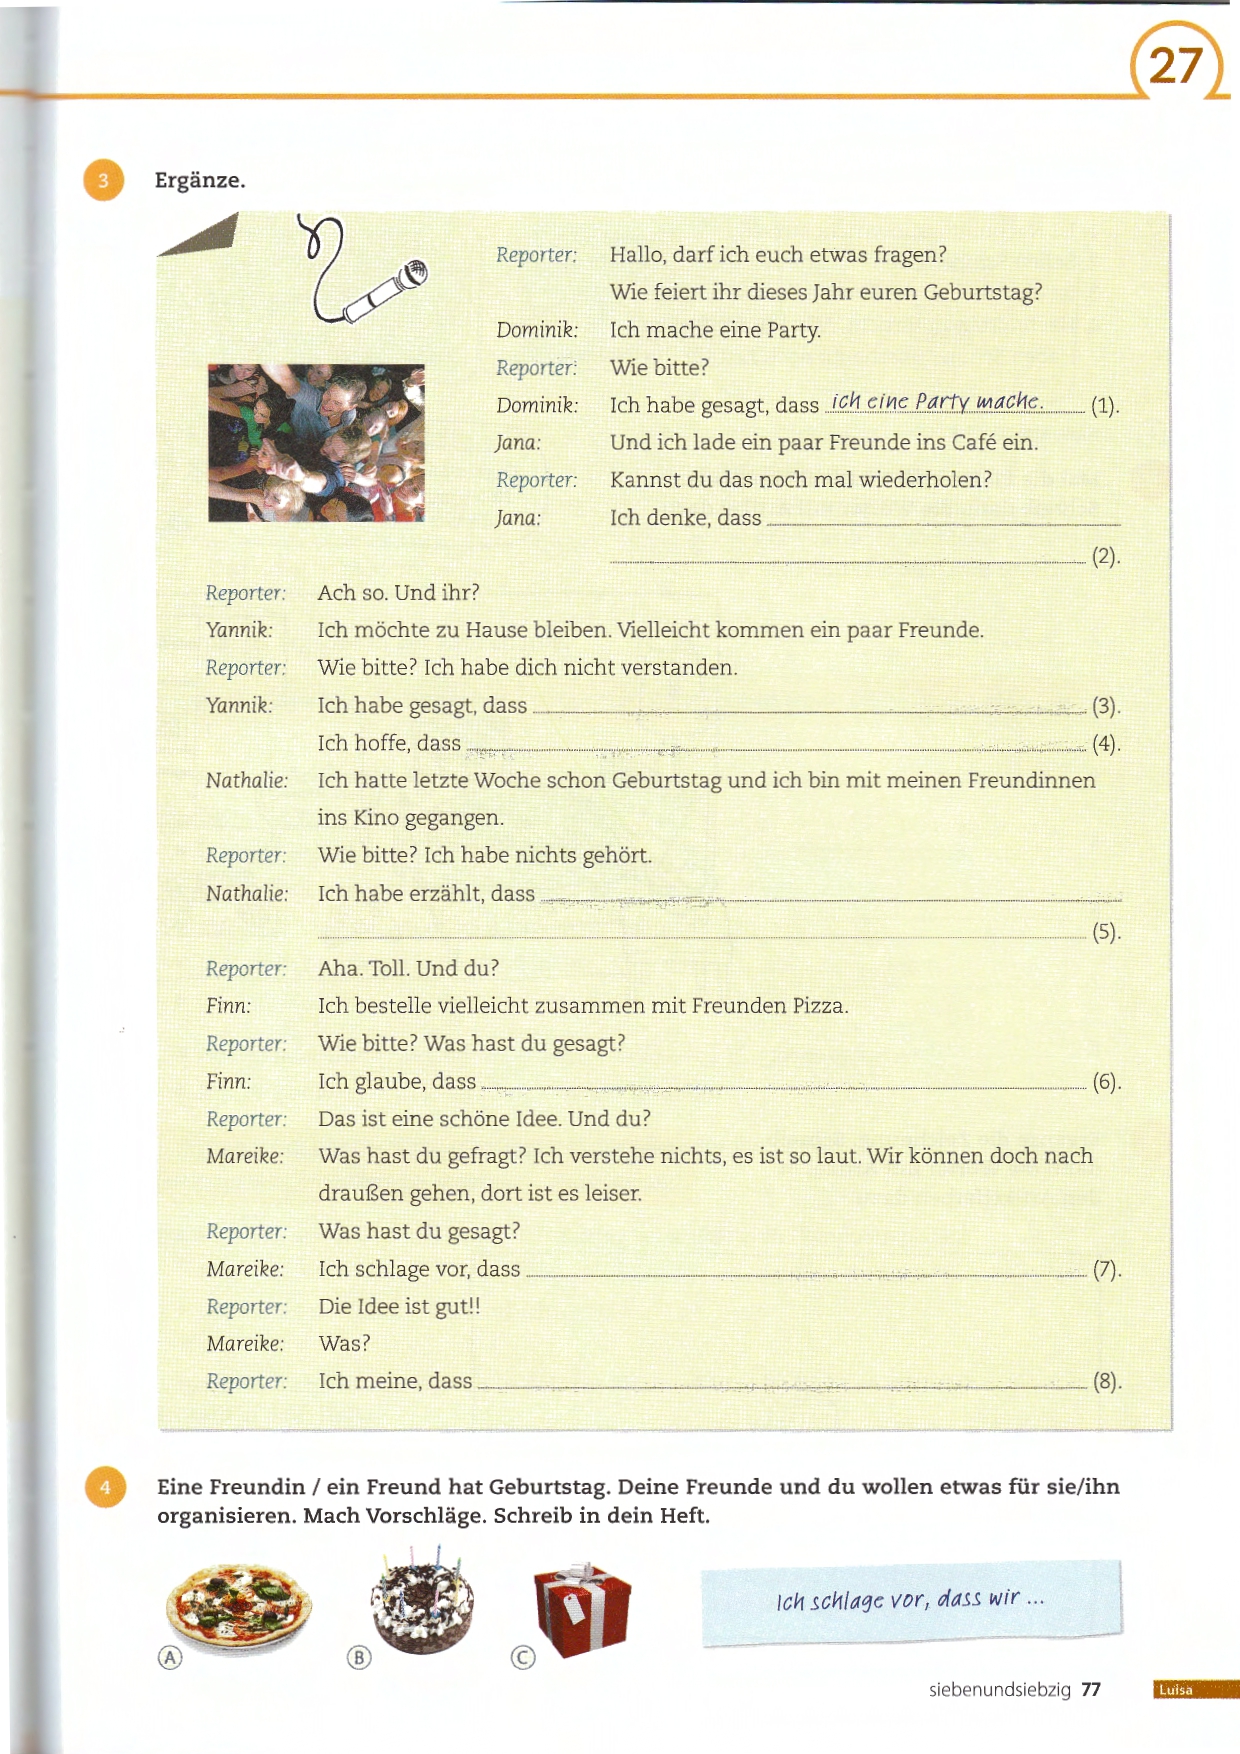 27
3 Ergänze.
Reporter: Hallo, darf ich euch etwas fragen?
Wie feiert ihr dieses Jahr euren Geburtstag?
Dominik: Ich mache eine Party.
Reporter: Wie bitte?
Dominik: Ich habe gesagt, dass ich eine Party mache. (1).
Jana: Und ich lade ein paar Freunde ins Café ein.
Reporter: Kannst du das noch mal wiederholen?
Jana: Ich denke, dass
(2).
Reporter: Ach so. Und ihr?
Yannik: Ich möchte zu Hause bleiben. Vielleicht kommen ein paar Freunde.
Reporter: Wie bitte? Ich habe dich nicht verstanden.
Yannik: Ich habe gesagt, dass (3).
Ich hoffe, dass (4).
Nathalie: Ich hatte letzte Woche schon Geburtstag und ich bin mit meinen Freundinnen
ins Kino gegangen.
Reporter: Wie bitte? Ich habe nichts gehört.
Nathalie: Ich habe erzählt, dass
(5).
Reporter: Aha. Toll. Und du?
Finn: Ich bestelle vielleicht zusammen mit Freunden Pizza.
Reporter: Wie bitte? Was hast du gesagt?
Finn: Ich glaube, dass (6).
Reporter: Das ist eine schöne Idee. Und du?
Mareike: Was hast du gefragt? Ich verstehe nichts, es ist so laut. Wir können doch nach
draußen gehen, dort ist es leiser.
Reporter: Was hast du gesagt?
Mareike: Ich schlage vor, dass (7).
Reporter: Die Idee ist gut!!
Mareike: Was?
Reporter: Ich meine, dass (8).
4 Eine Freundin / ein Freund hat Geburtstag. Deine Freunde und du wollen etwas für sie/ihn
organisieren. Mach Vorschläge. Schreib in dein Heft.
Ich schlage vor, dass wir ...
A B C
siebenundsiebzig 77 Luisa